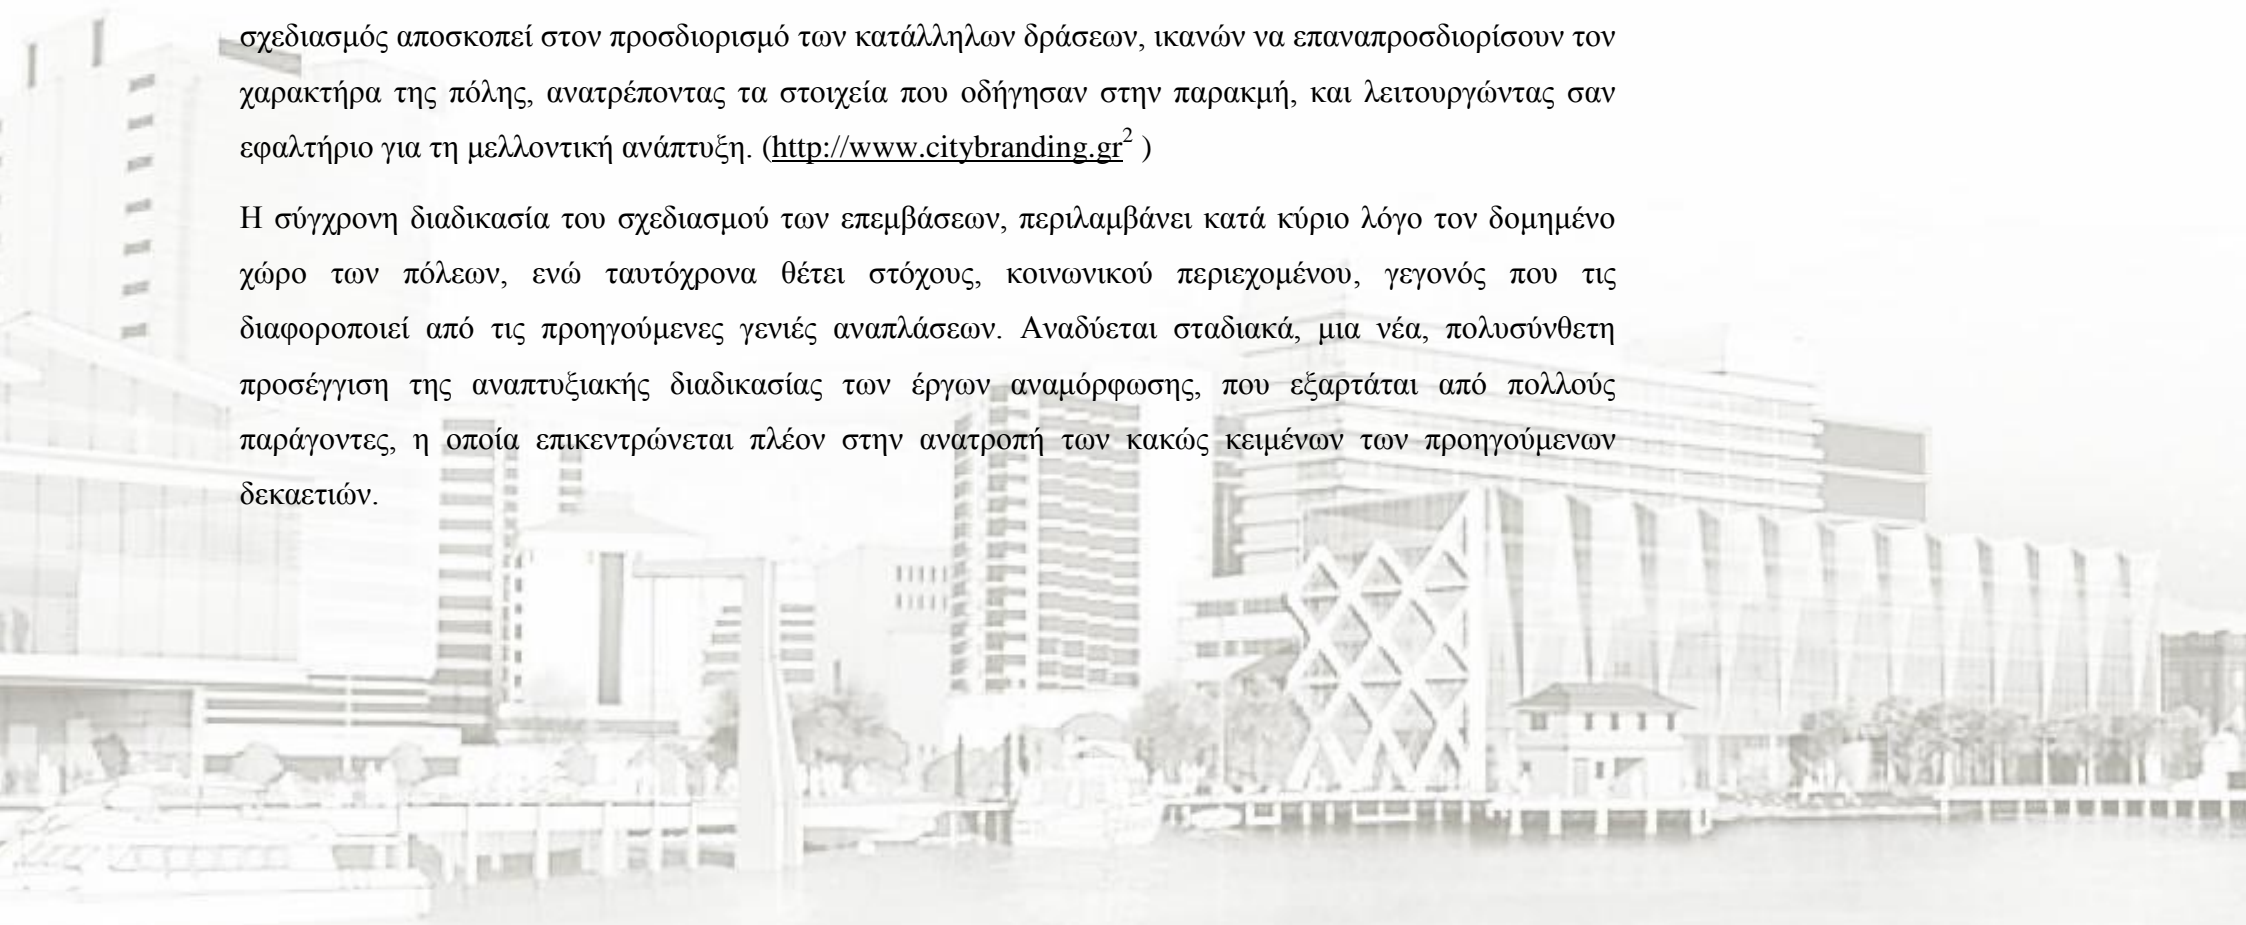 σχεδιασμός αποσκοπεί στον προσδιορισμό των κατάλληλων δράσεων, ικανών να επαναπροσδιορίσουν τον
χαρακτήρα της πόλης, ανατρέποντας τα στοιχεία που οδήγησαν στην παρακμή, και λειτουργώντας σαν
εφαλτήριο για τη μελλοντική ανάπτυξη. (http://www.citybranding.gr² )
Η σύγχρονη διαδικασία του σχεδιασμού των επεμβάσεων, περιλαμβάνει κατά κύριο λόγο τον δομημένο
χώρο των πόλεων, ενώ ταυτόχρονα θέτει στόχους, κοινωνικού περιεχομένου, γεγονός που τις
διαφοροποιεί από τις προηγούμενες γενιές αναπλάσεων. Αναδύεται σταδιακά, μια νέα, πολυσύνθετη
προσέγγιση της αναπτυξιακής διαδικασίας των έργων αναμόρφωσης, που εξαρτάται από πολλούς
παράγοντες, η οποία επικεντρώνεται πλέον στην ανατροπή των κακώς κειμένων των προηγούμενων
δεκαετιών.